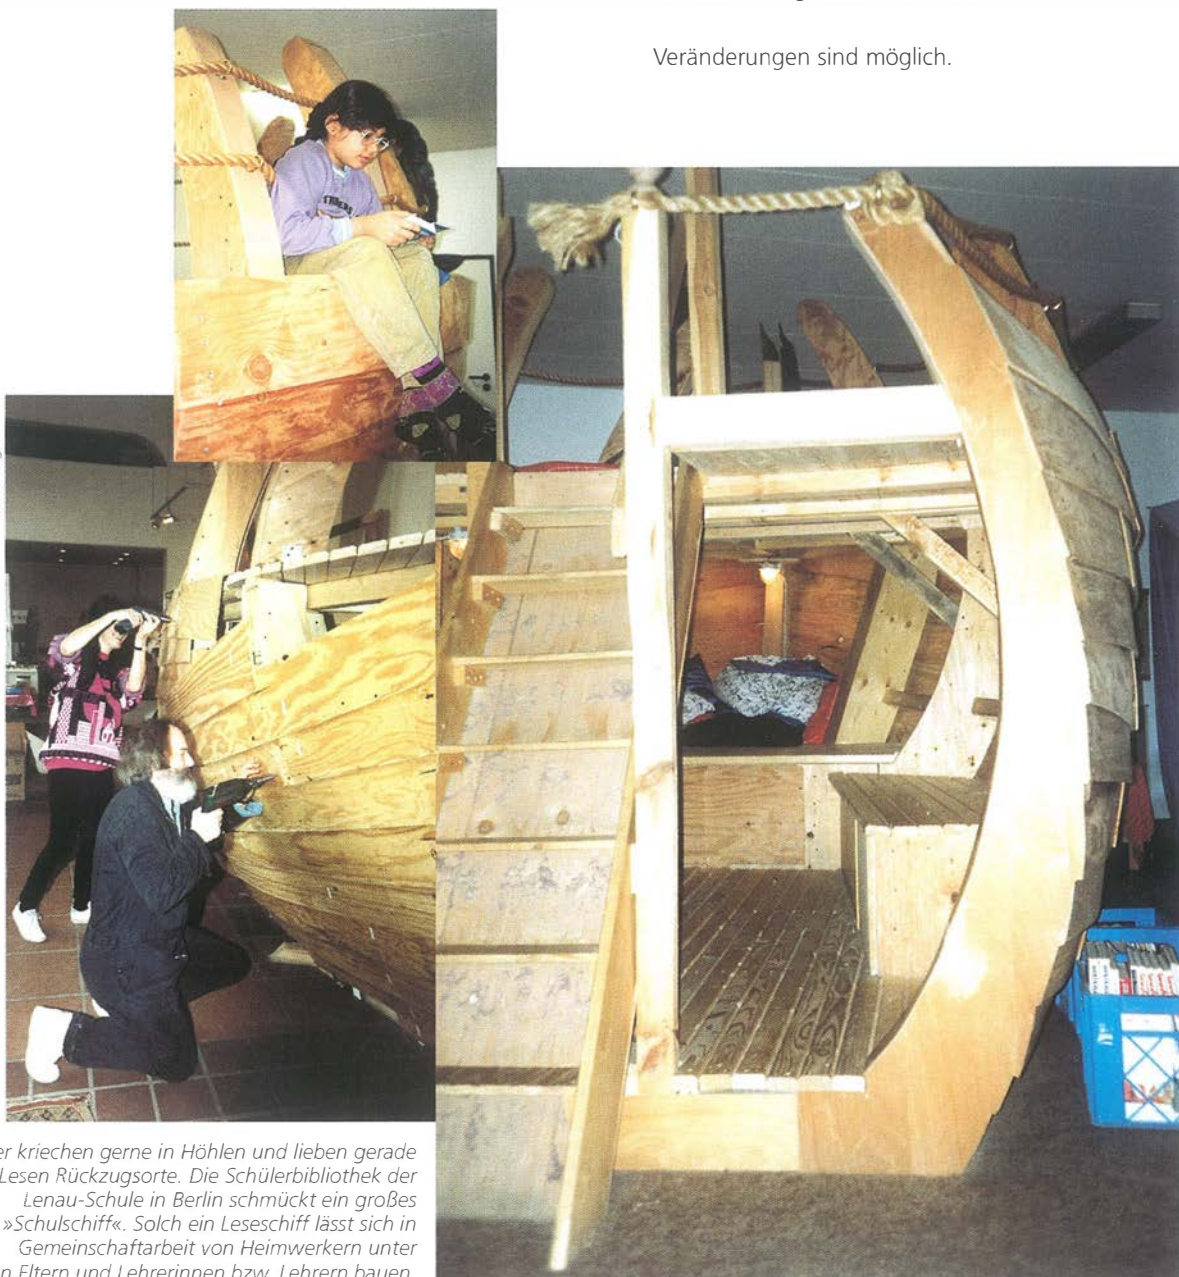 Veränderungen sind möglich.
er kriechen gerne in Höhlen und lieben gerade
Lesen Rückzugsorte. Die Schülerbibliothek der
Lenau-Schule in Berlin schmückt ein großes
»Schulschiff«. Solch ein Leseschiff lässt sich in
Gemeinschaftarbeit von Heimwerkern unter
n Eltern und Lehrerinnen bzw. Lehrern bauen.